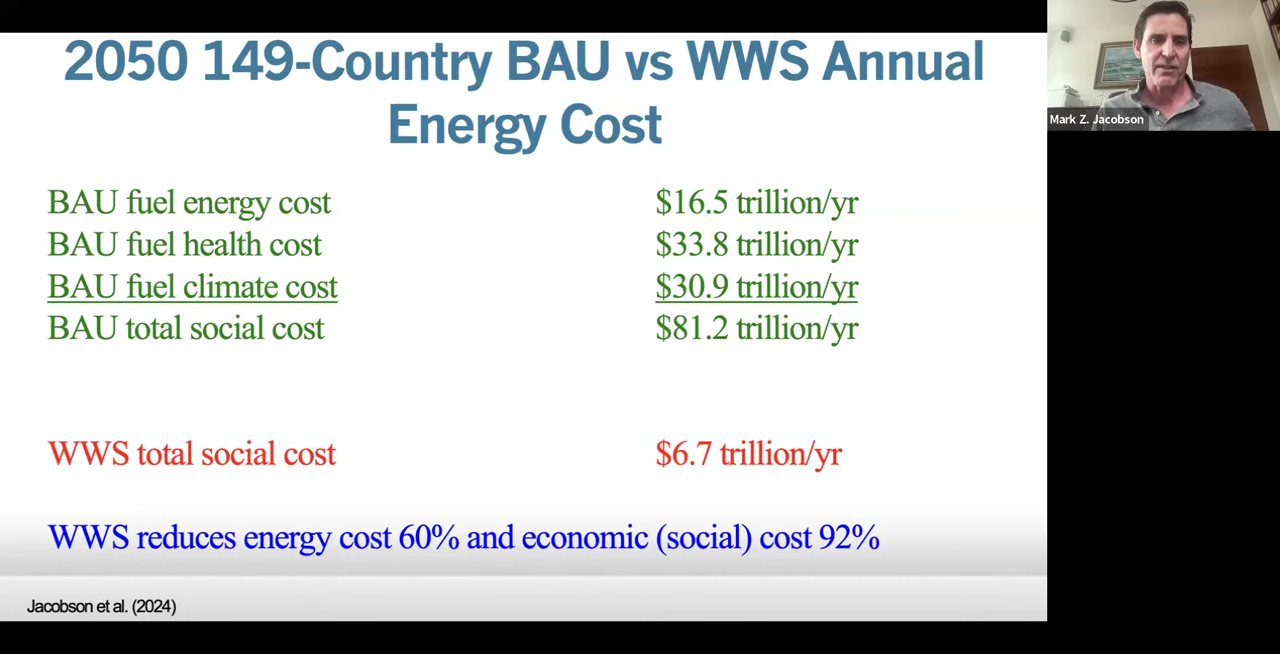 2050 149-Country BAU vs WWS Annual
Energy Cost
Mark Z. Jacobson
BAU fuel energy cost $16.5 trillion/yr
BAU fuel health cost $33.8 trillion/yr
BAU fuel climate cost $30.9 trillion/yr
BAU total social cost $81.2 trillion/yr
WWS total social cost $6.7 trillion/yr
WWS reduces energy cost 60% and economic (social) cost 92%
Jacobson et al. (2024)